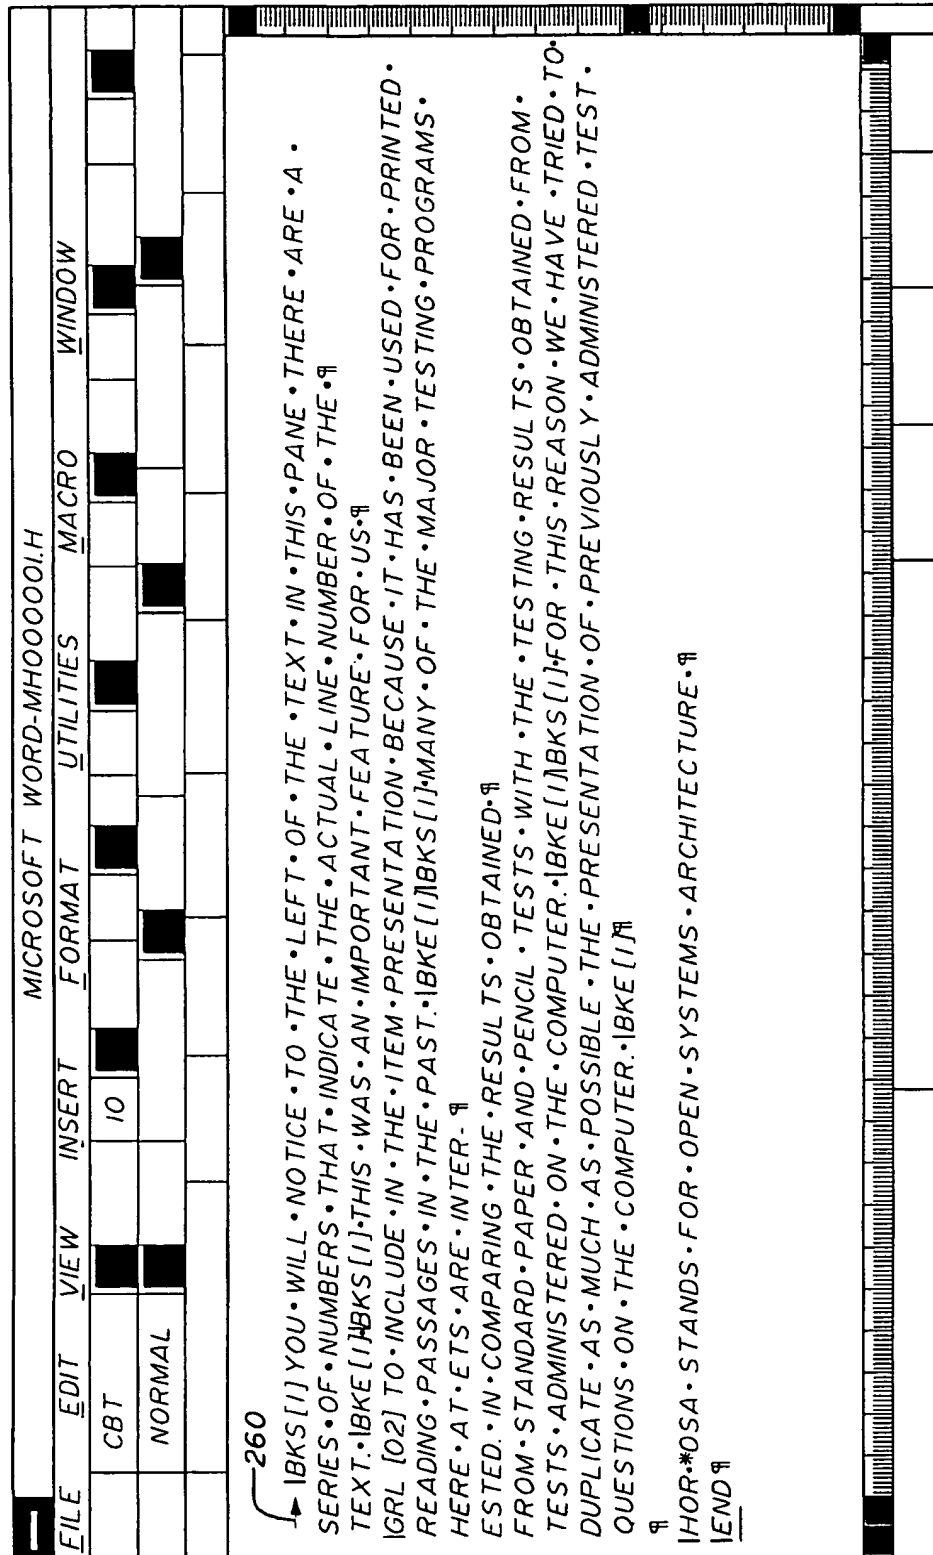 MICROSOFT WORD-MH000001.H
FILE EDIT VIEW INSERT FORMAT UTILITIES MACRO WINDOW
CBT 10
NORMAL
260
\BKS[1]YOU•WILL•NOTICE•TO•THE•LEFT•OF•THE•TEXT•IN•THIS•PANE•THERE•ARE•A•
SERIES•OF•NUMBERS•THAT•INDICATE•THE•ACTUAL•LINE•NUMBER•OF•THE•¶
TEXT.\BKE[1]\BKS[1]•THIS•WAS•AN•IMPORTANT•FEATURE•FOR•US•¶
\GRL[02]TO•INCLUDE•IN•THE•ITEM•PRESENTATION•BECAUSE•IT•HAS•BEEN•USED•FOR•PRINTED•
READING•PASSAGES•IN•THE•PAST.•\BKE[1]\BKS[1]•MANY•OF•THE•MAJOR•TESTING•PROGRAMS•
HERE•AT•ETS•ARE•INTER-¶
ESTED•IN•COMPARING•THE•RESULTS•OBTAINED•¶
FROM•STANDARD•PAPER•AND•PENCIL•TESTS•WITH•THE•TESTING•RESULTS•OBTAINED•FROM•
TESTS•ADMINISTERED•ON•THE•COMPUTER.•\BKE[1]\BKS[1]•FOR•THIS•REASON•WE•HAVE•TRIED•TO•
DUPLICATE•AS•MUCH•AS•POSSIBLE•THE•PRESENTATION•OF•PREVIOUSLY•ADMINISTERED•TEST•
QUESTIONS•ON•THE•COMPUTER.•\BKE[1]¶
¶
\HOR•*OSA•STANDS•FOR•OPEN•SYSTEMS•ARCHITECTURE•¶
\END¶